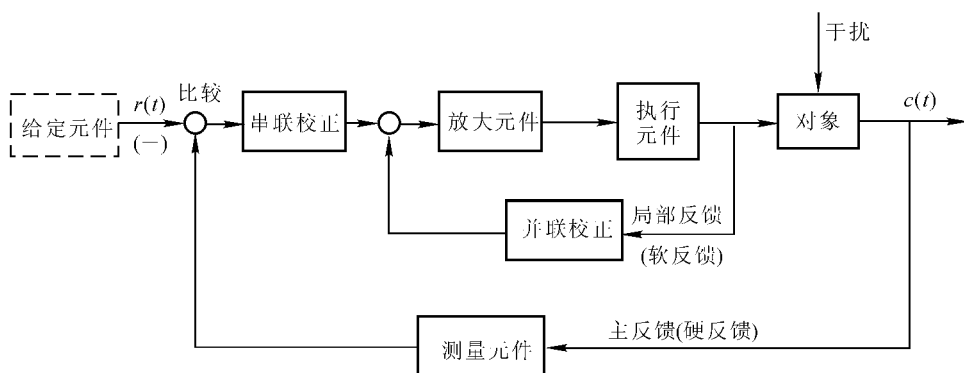 干扰
比较
r(t)
c(t)
给定元件
(−)
串联校正
放大元件
执行
元件
对象
局部反馈
并联校正
(软反馈)
主反馈(硬反馈)
测量元件